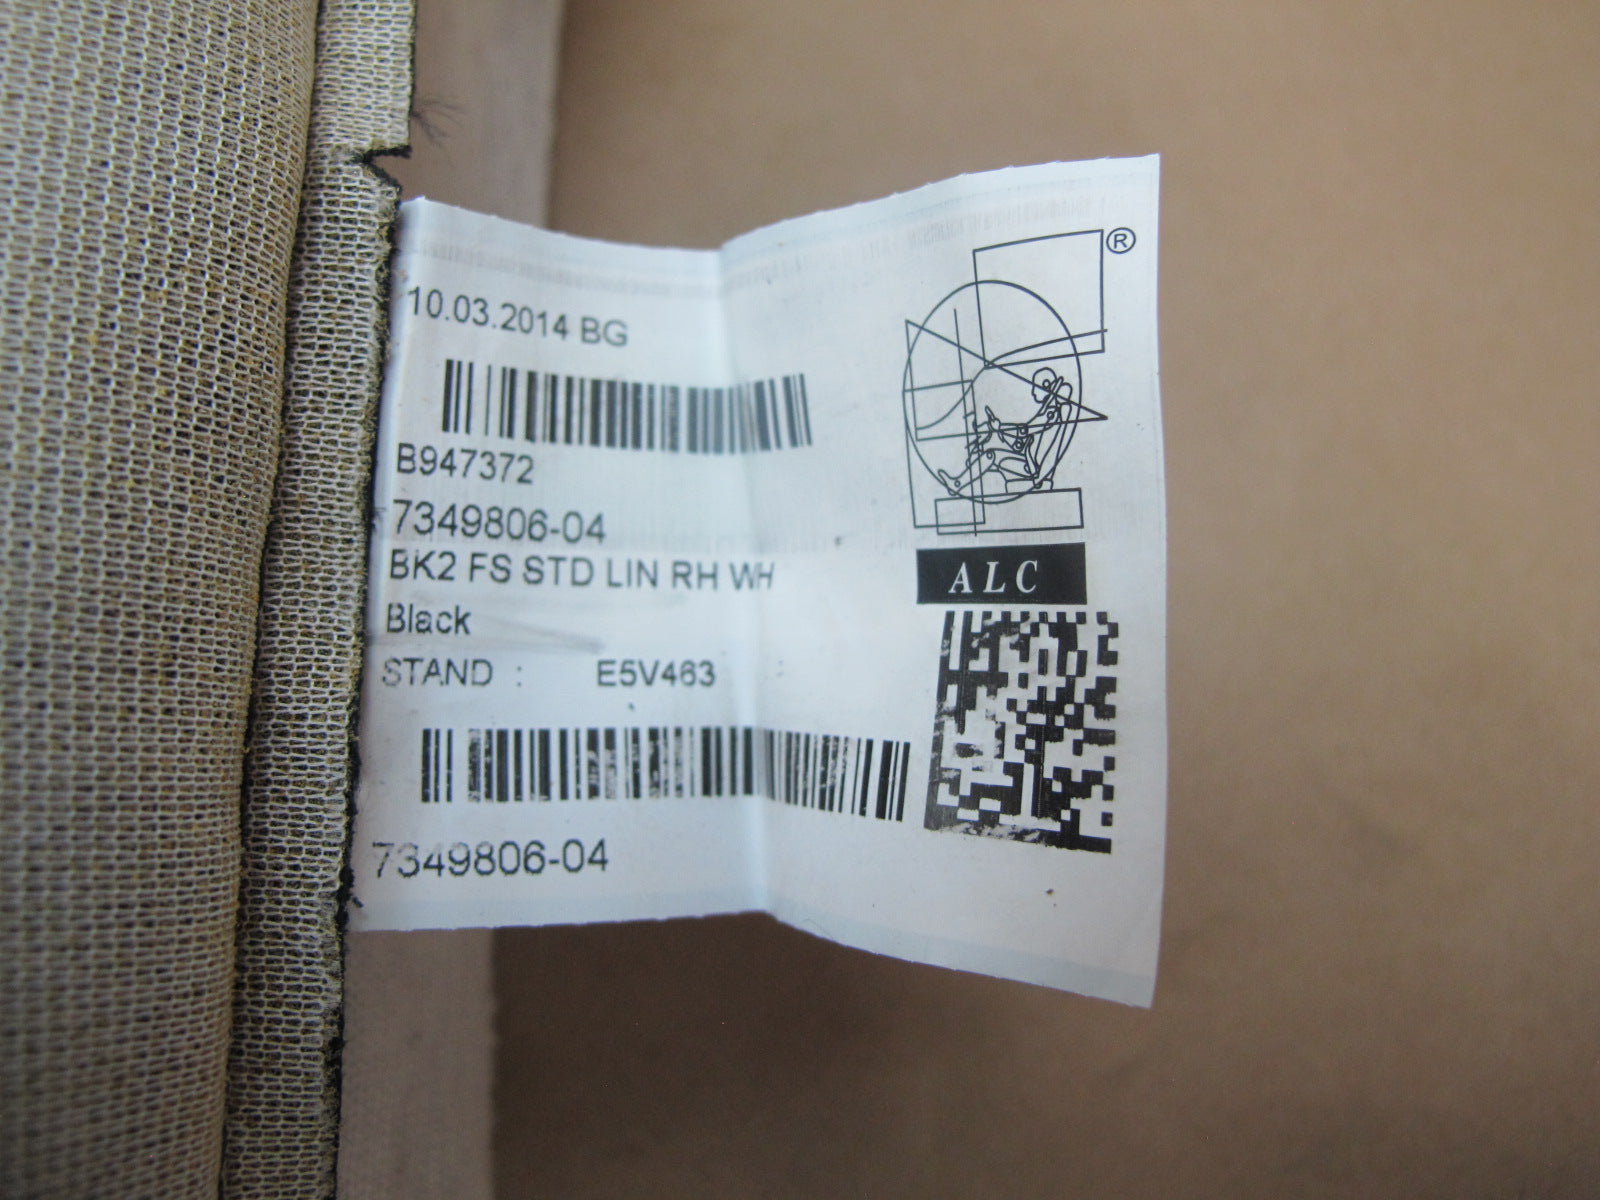 10.03.2014 BG
B947372
7349806-04
BK2 FS STD LIN RH WH
Black
STAND : E5V463
7349806-04
®
ALC